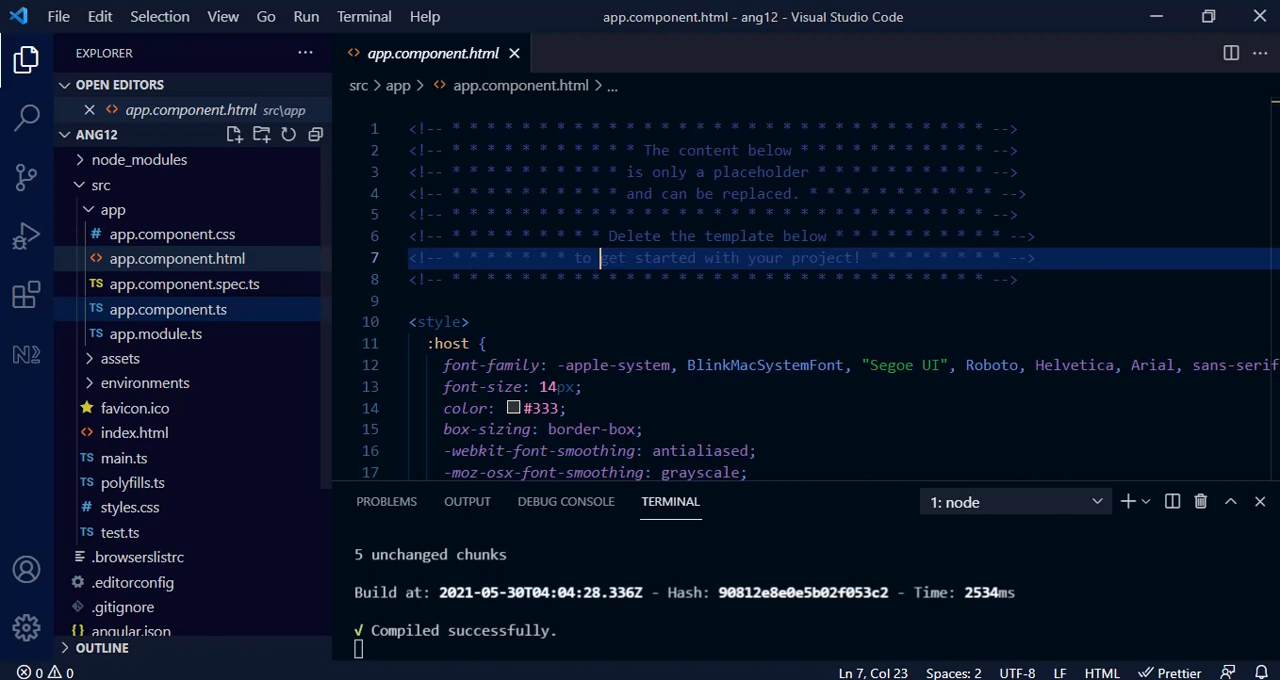 File Edit Selection View Go Run Terminal Help app.component.html - ang12 - Visual Studio Code
EXPLORER
OPEN EDITORS
app.component.html src\app
ANG12
node_modules
src
app
# app.component.css
<> app.component.html
TS app.component.spec.ts
TS app.component.ts
TS app.module.ts
assets
environments
favicon.ico
<> index.html
TS main.ts
TS polyfills.ts
# styles.css
TS test.ts
.browserslistrc
.editorconfig
.gitignore
{} angular.json
OUTLINE
<> app.component.html
src > app > <> app.component.html > ...
1 <!-- * * * * * * * * * * * * * * * * * * * * * * * * * * * * * * * -->
2 <!-- * * * * * * * * * * * The content below * * * * * * * * * * * -->
3 <!-- * * * * * * * * * * is only a placeholder * * * * * * * * * * -->
4 <!-- * * * * * * * * * * and can be replaced. * * * * * * * * * * * -->
5 <!-- * * * * * * * * * * * * * * * * * * * * * * * * * * * * * * * -->
6 <!-- * * * * * * * * * Delete the template below * * * * * * * * * * -->
7 <!-- * * * * * * * to get started with your project! * * * * * * * * -->
8 <!-- * * * * * * * * * * * * * * * * * * * * * * * * * * * * * * * -->
9
10 <style>
11 :host {
12 font-family: -apple-system, BlinkMacSystemFont, "Segoe UI", Roboto, Helvetica, Arial, sans-serif
13 font-size: 14px;
14 color: #333;
15 box-sizing: border-box;
16 -webkit-font-smoothing: antialiased;
17 -moz-osx-font-smoothing: grayscale;
PROBLEMS OUTPUT DEBUG CONSOLE TERMINAL 1: node
5 unchanged chunks
Build at: 2021-05-30T04:04:28.336Z - Hash: 90812e8e0e5b02f053c2 - Time: 2534ms
√ Compiled successfully.
0 0 Ln 7, Col 23 Spaces: 2 UTF-8 LF HTML Prettier